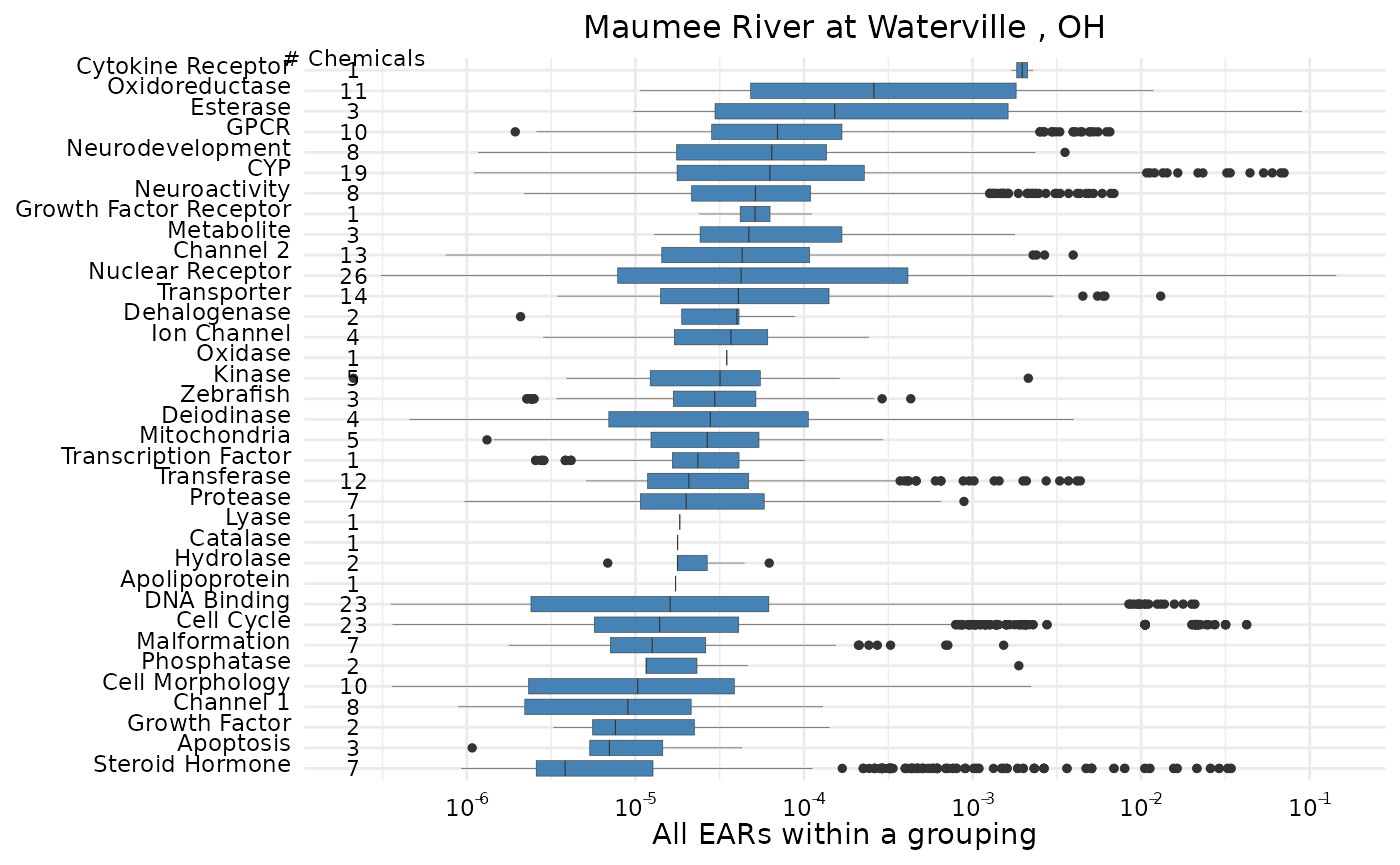 Maumee River at Waterville , OH
# Chemicals
Cytokine Receptor 1
Oxidoreductase 11
Esterase 3
GPCR 10
Neurodevelopment 8
CYP 19
Neuroactivity 8
Growth Factor Receptor 1
Metabolite 3
Channel 2 13
Nuclear Receptor 26
Transporter 14
Dehalogenase 2
Ion Channel 4
Oxidase 1
Kinase 5
Zebrafish 3
Deiodinase 4
Mitochondria 5
Transcription Factor 1
Transferase 12
Protease 7
Lyase 1
Catalase 1
Hydrolase 2
Apolipoprotein 1
DNA Binding 23
Cell Cycle 23
Malformation 7
Phosphatase 2
Cell Morphology 10
Channel 1 8
Growth Factor 2
Apoptosis 3
Steroid Hormone 7
10⁻⁶ 10⁻⁵ 10⁻⁴ 10⁻³ 10⁻² 10⁻¹
All EARs within a grouping